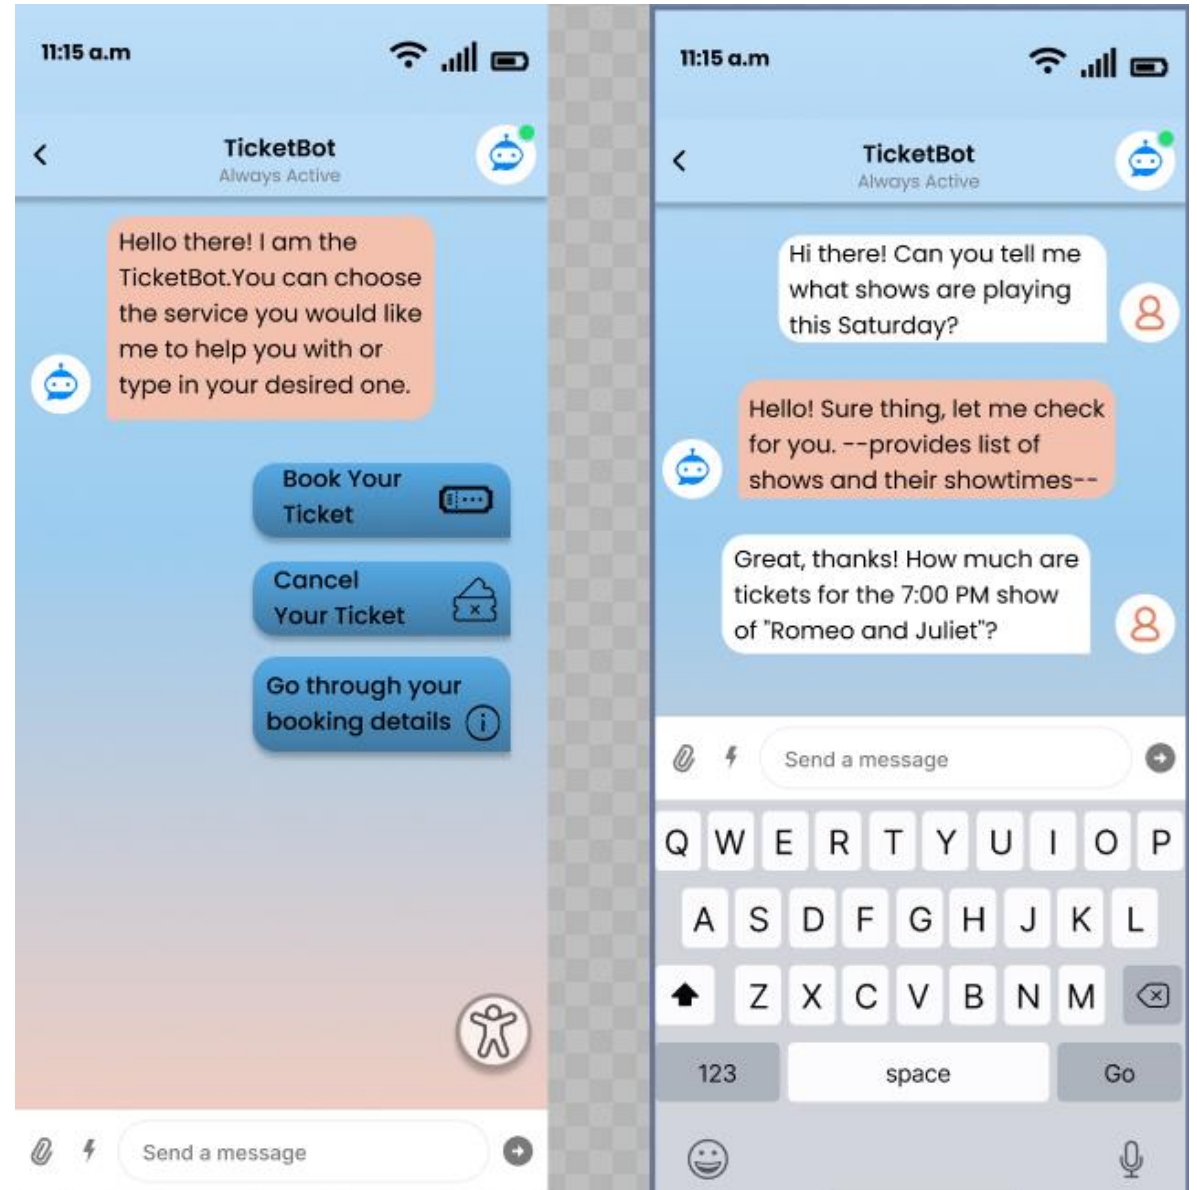 11:15 a.m
TicketBot
Always Active
Hello there! I am the
TicketBot.You can choose
the service you would like
me to help you with or
type in your desired one.
Book Your
Ticket
Cancel
Your Ticket
Go through your
booking details
Send a message
11:15 a.m
TicketBot
Always Active
Hi there! Can you tell me
what shows are playing
this Saturday?
Hello! Sure thing, let me check
for you. --provides list of
shows and their showtimes--
Great, thanks! How much are
tickets for the 7:00 PM show
of "Romeo and Juliet"?
Send a message
Q W E R T Y U I O P
A S D F G H J K L
Z X C V B N M
123 space Go